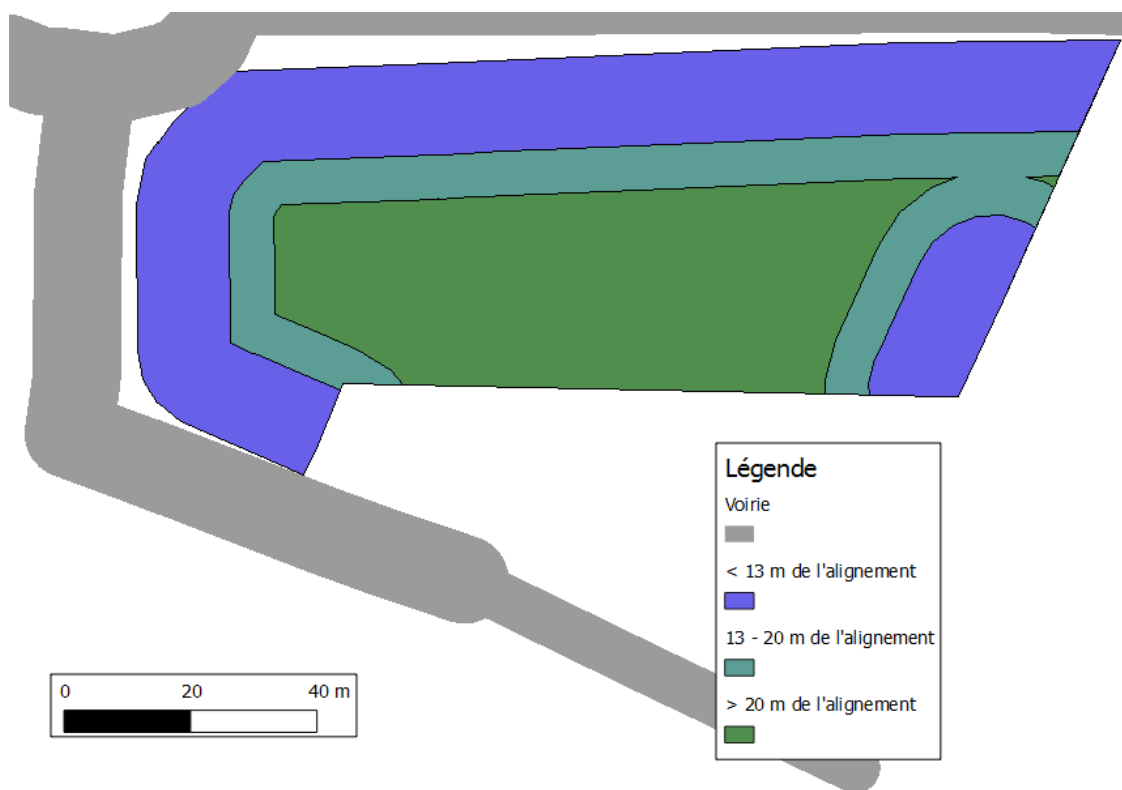 Légende
Voirie
< 13 m de l'alignement
13 - 20 m de l'alignement
> 20 m de l'alignement
0 20 40 m